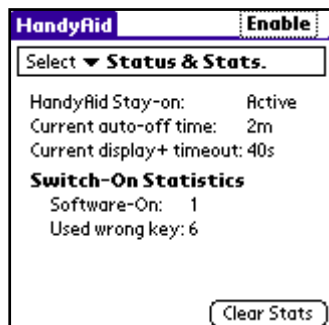 HandyAid Enable
Select ▼ Status & Stats.
HandyAid Stay-on: Active
Current auto-off time: 2m
Current display+ timeout: 40s
Switch-On Statistics
Software-On: 1
Used wrong key: 6
Clear Stats